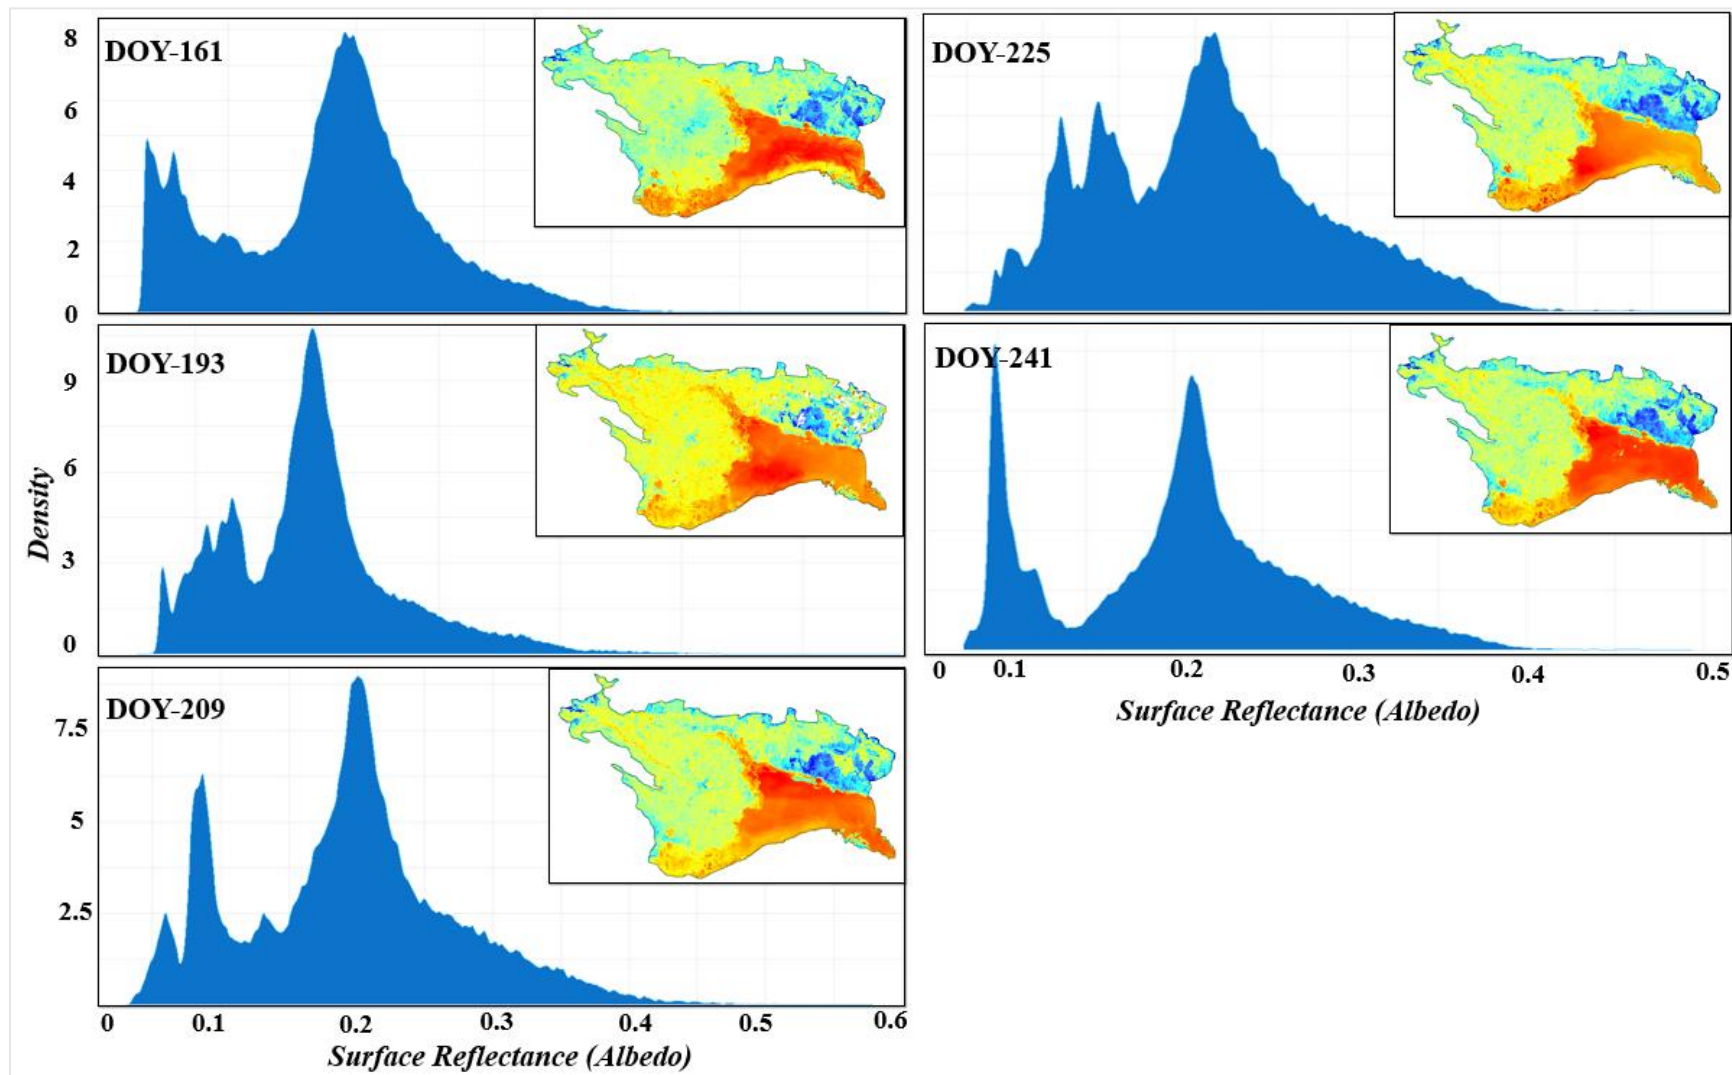 DOY-161
8
6
4
2
0
DOY-225
DOY-193
9
6
3
0
Density
DOY-241
0 0.1 0.2 0.3 0.4 0.5
Surface Reflectance (Albedo)
DOY-209
7.5
5
2.5
0 0.1 0.2 0.3 0.4 0.5 0.6
Surface Reflectance (Albedo)